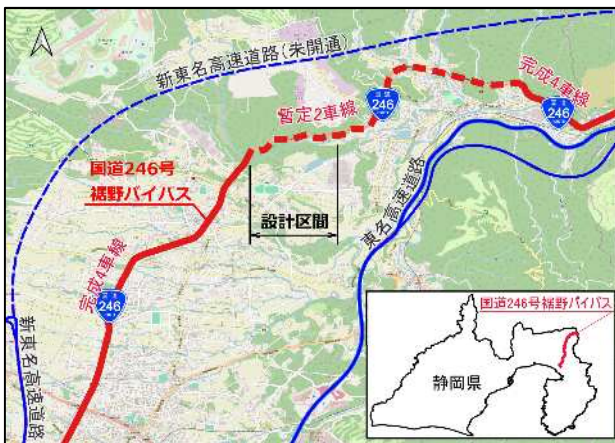 新東名高速道路(未開通)
完成4車線
246
暫定2車線
246
国道246号
裾野バイパス
東名高速道路
設計区間
完成4車線
246
新東名高速道路
国道246号裾野バイパス
静岡県